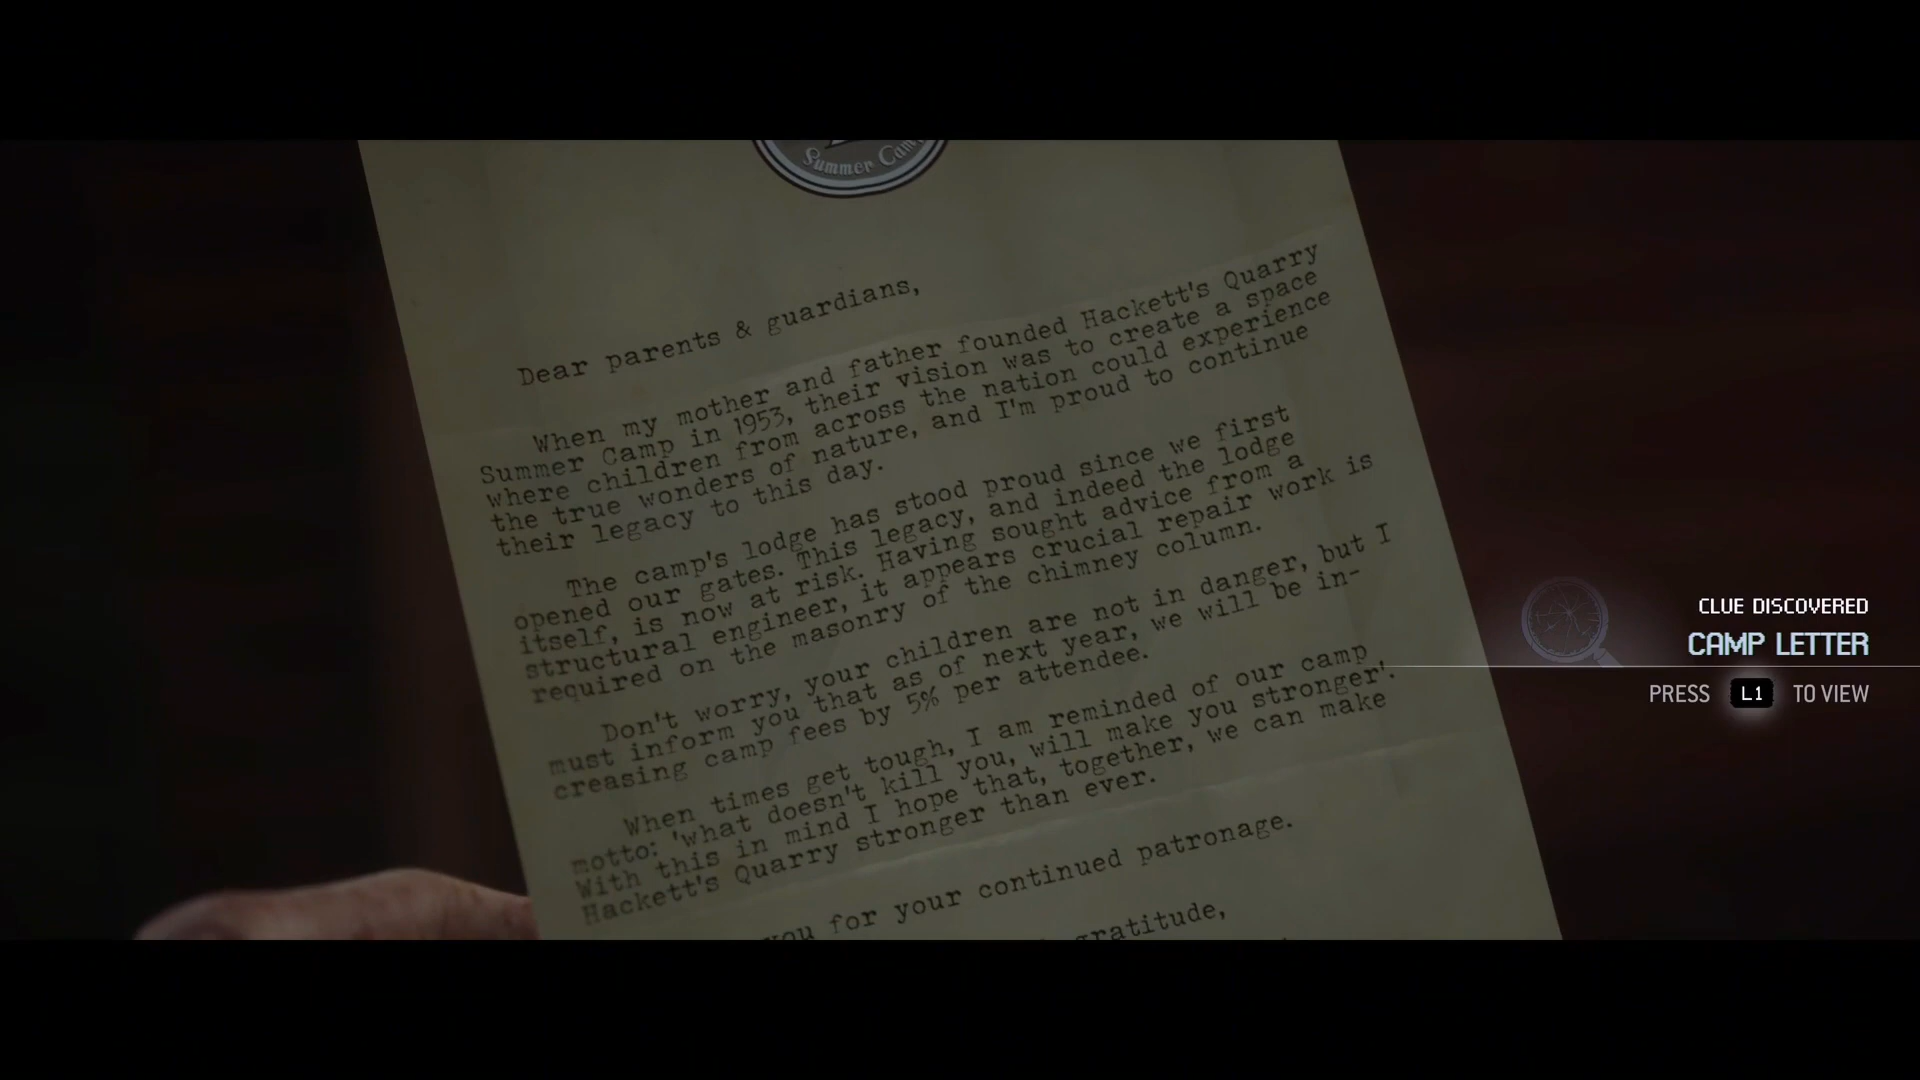 Summer Camp
Dear parents & guardians,
When my mother and father founded Hackett's Quarry
Summer Camp in 1953, their vision was to create a space
where children from across the nation could experience
the true wonders of nature, and I'm proud to continue
their legacy to this day.
The camp's lodge has stood proud since we first
opened our gates. This legacy, and indeed the lodge
itself, is now at risk. Having sought advice from a
structural engineer, it appears crucial repair work is
required on the masonry of the chimney column.
Don't worry, your children are not in danger, but I
must inform you that as of next year, we will be in-
creasing camp fees by 5% per attendee.
When times get tough, I am reminded of our camp
motto: 'what doesn't kill you, will make you stronger'.
With this in mind I hope that, together, we can make
Hackett's Quarry stronger than ever.
you for your continued patronage.
gratitude,
CLUE DISCOVERED
CAMP LETTER
PRESS L1 TO VIEW